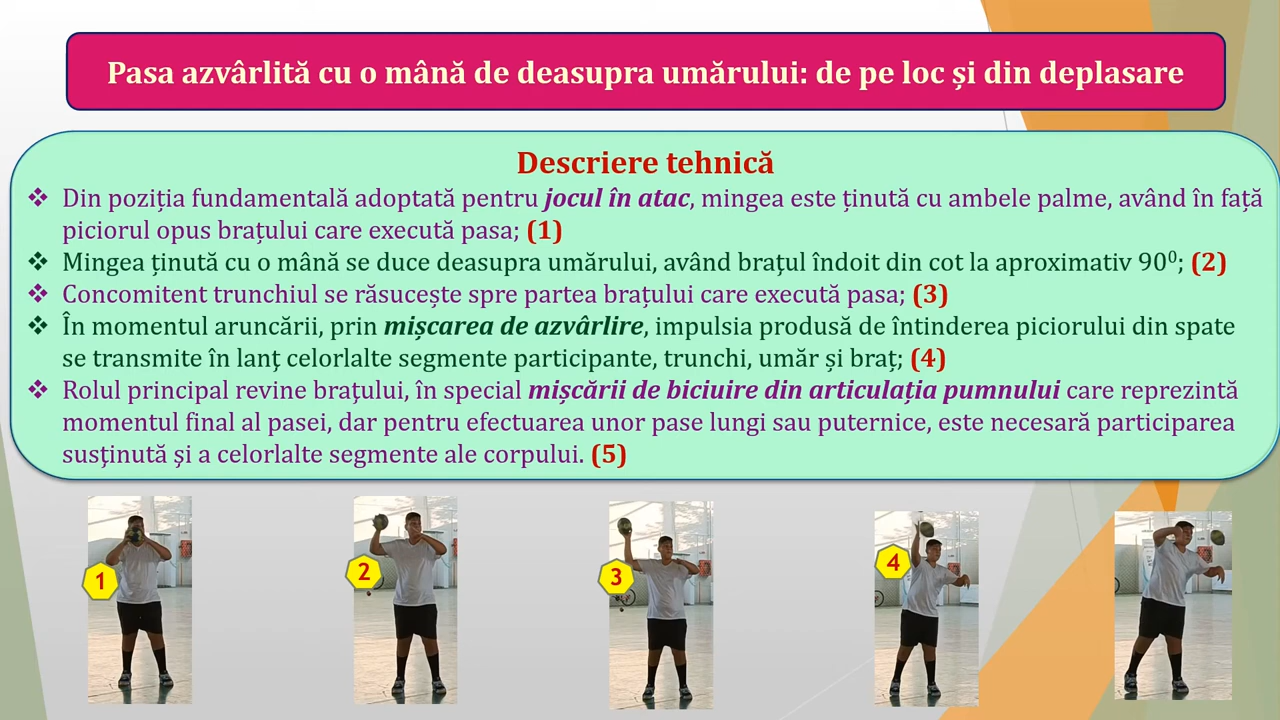 Pasa azvârlită cu o mână de deasupra umărului: de pe loc și din deplasare
Descriere tehnică
❖ Din poziția fundamentală adoptată pentru jocul în atac, mingea este ținută cu ambele palme, având în față
piciorul opus brațului care execută pasa; (1)
❖ Mingea ținută cu o mână se duce deasupra umărului, având brațul îndoit din cot la aproximativ 90⁰; (2)
❖ Concomitent trunchiul se răsucește spre partea brațului care execută pasa; (3)
❖ În momentul aruncării, prin mișcarea de azvârlire, impulsia produsă de întinderea piciorului din spate
se transmite în lanţ celorlalte segmente participante, trunchi, umăr și braț; (4)
❖ Rolul principal revine brațului, în special mișcării de biciuire din articulația pumnului care reprezintă
momentul final al pasei, dar pentru efectuarea unor pase lungi sau puternice, este necesară participarea
susţinută şi a celorlalte segmente ale corpului. (5)
1
2
3
4